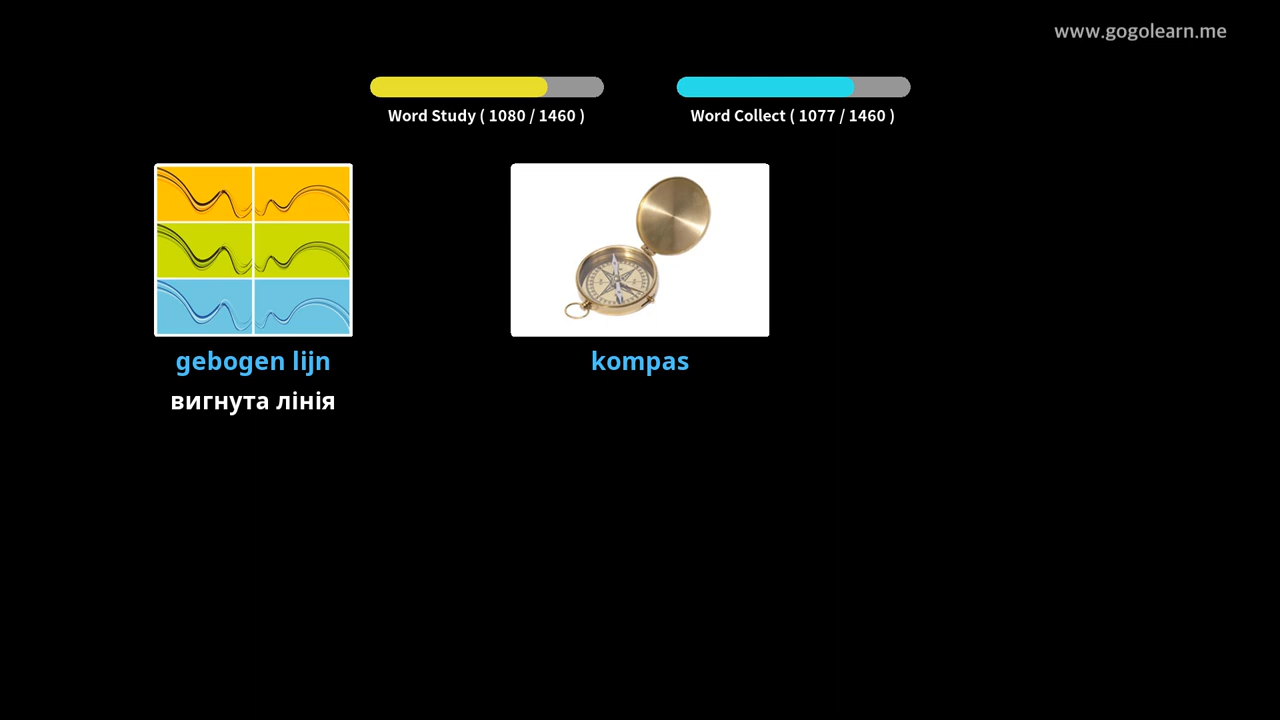 www.gogolearn.me
Word Study ( 1080 / 1460 )
Word Collect ( 1077 / 1460 )
gebogen lijn
kompas
вигнута лінія